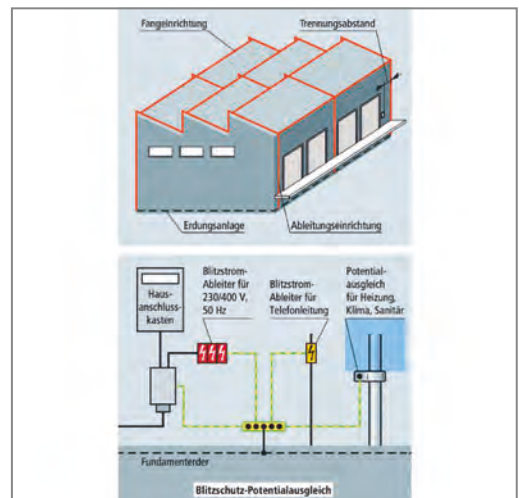 Fangeinrichtung
Trennungsabstand
Erdungsanlage
Ableitungseinrichtung
Haus-
anschluss-
kasten
Blitzstrom-
Ableiter für
230/400 V,
50 Hz
Blitzstrom-
Ableiter für
Telefonleitung
Potential-
ausgleich
für Heizung,
Klima, Sanitär
Fundamenterder
Blitzschutz-Potentialausgleich